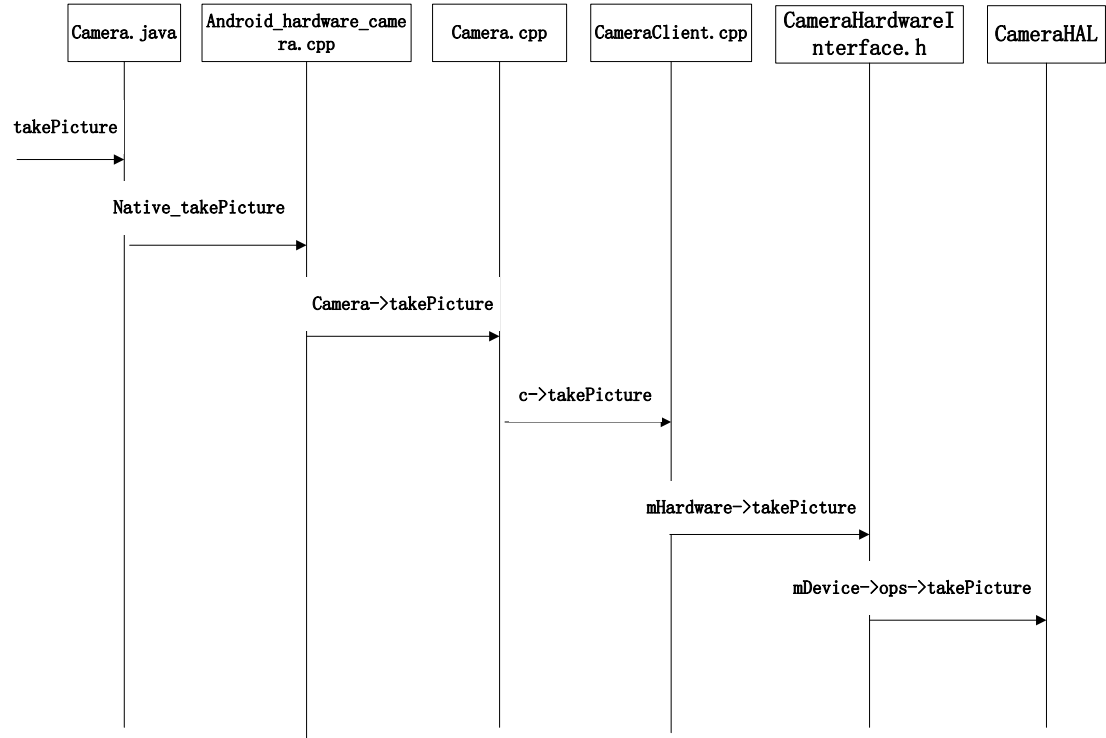 Camera.java
Android_hardware_came
ra.cpp
Camera.cpp
CameraClient.cpp
CameraHardwareI
nterface.h
CameraHAL
takePicture
Native_takePicture
Camera->takePicture
c->takePicture
mHardware->takePicture
mDevice->ops->takePicture